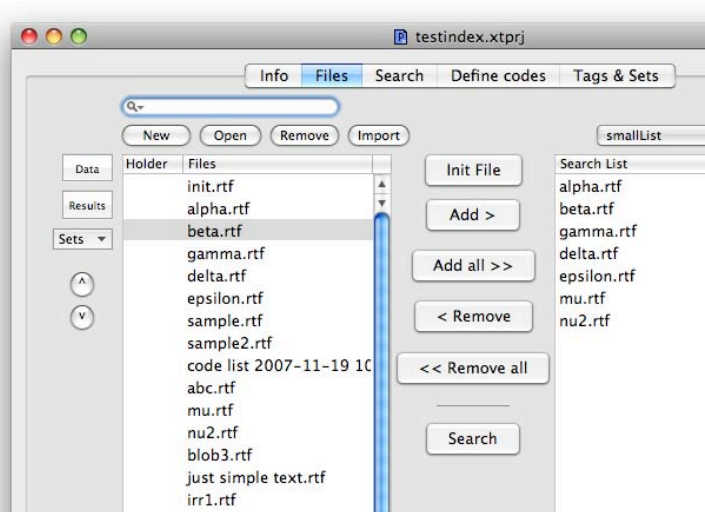 testindex.xtprj
Info Files Search Define codes Tags & Sets
New Open Remove Import smallList
Data
Results
Sets
Holder Files
init.rtf
alpha.rtf
beta.rtf
gamma.rtf
delta.rtf
epsilon.rtf
sample.rtf
sample2.rtf
code list 2007-11-19 10
abc.rtf
mu.rtf
nu2.rtf
blob3.rtf
just simple text.rtf
irr1.rtf
Init File
Add >
Add all >>
< Remove
<< Remove all
Search
Search List
alpha.rtf
beta.rtf
gamma.rtf
delta.rtf
epsilon.rtf
mu.rtf
nu2.rtf